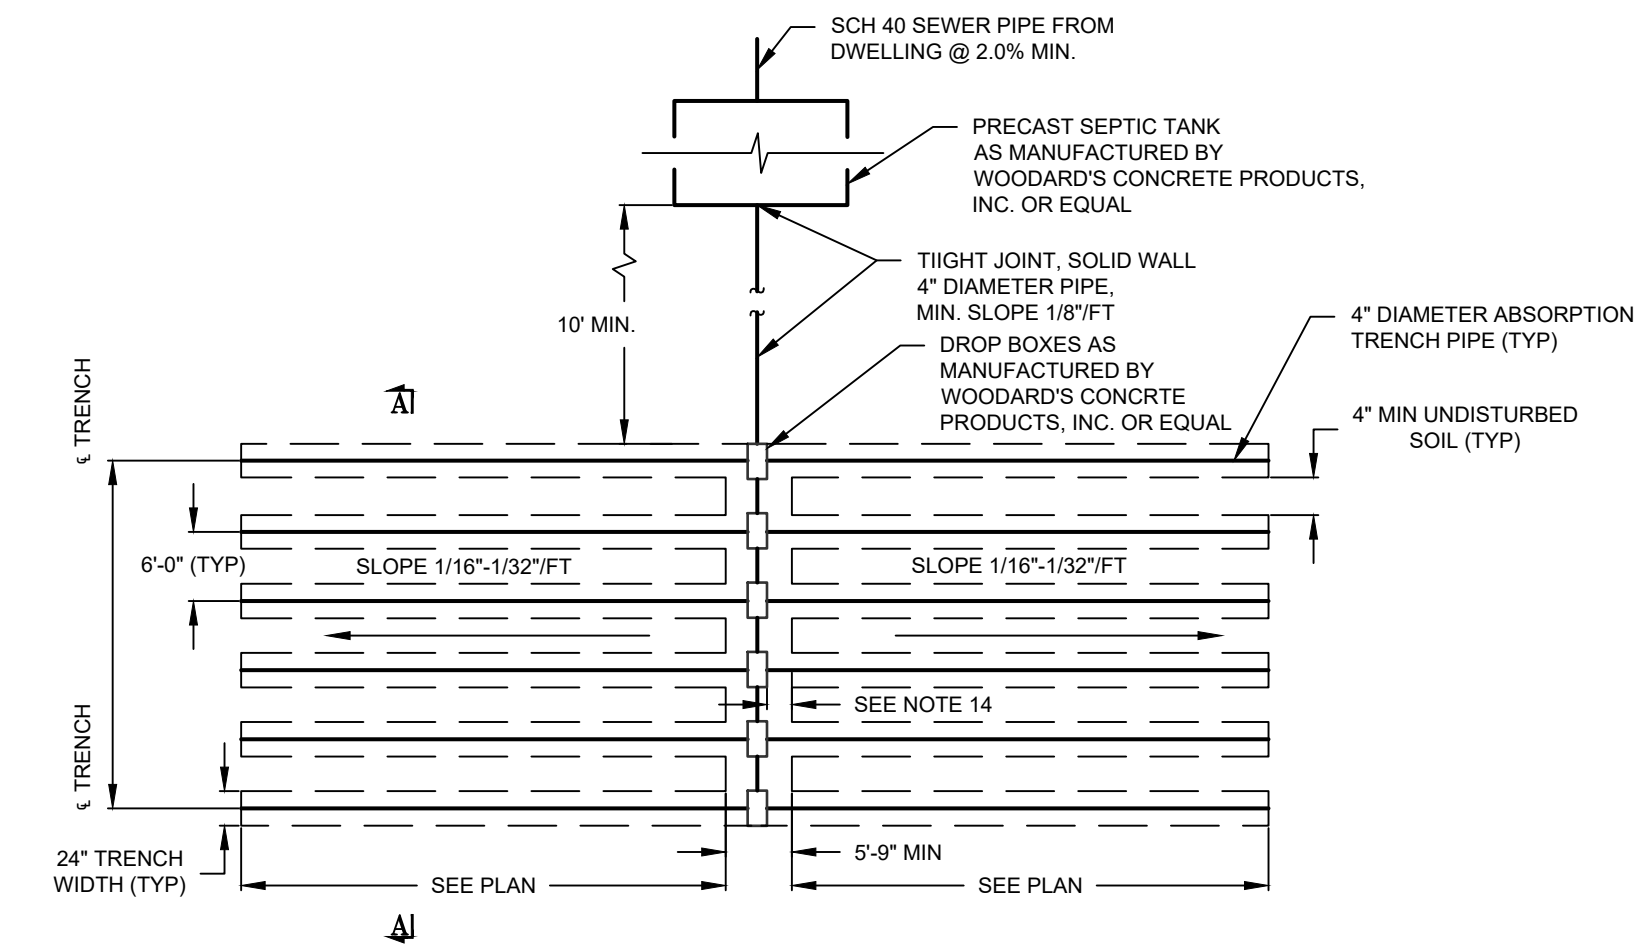 SCH 40 SEWER PIPE FROM
DWELLING @ 2.0% MIN.
PRECAST SEPTIC TANK
AS MANUFACTURED BY
WOODARD'S CONCRETE PRODUCTS,
INC. OR EQUAL
TIIGHT JOINT, SOLID WALL
4" DIAMETER PIPE,
MIN. SLOPE 1/8"/FT
10' MIN.
4" DIAMETER ABSORPTION
TRENCH PIPE (TYP)
DROP BOXES AS
MANUFACTURED BY
WOODARD'S CONCRTE
PRODUCTS, INC. OR EQUAL
4" MIN UNDISTURBED
SOIL (TYP)
℄ TRENCH
A
6'-0" (TYP)
SLOPE 1/16"-1/32"/FT
SLOPE 1/16"-1/32"/FT
SEE NOTE 14
℄ TRENCH
5'-9" MIN
24" TRENCH
WIDTH (TYP)
SEE PLAN
SEE PLAN
A